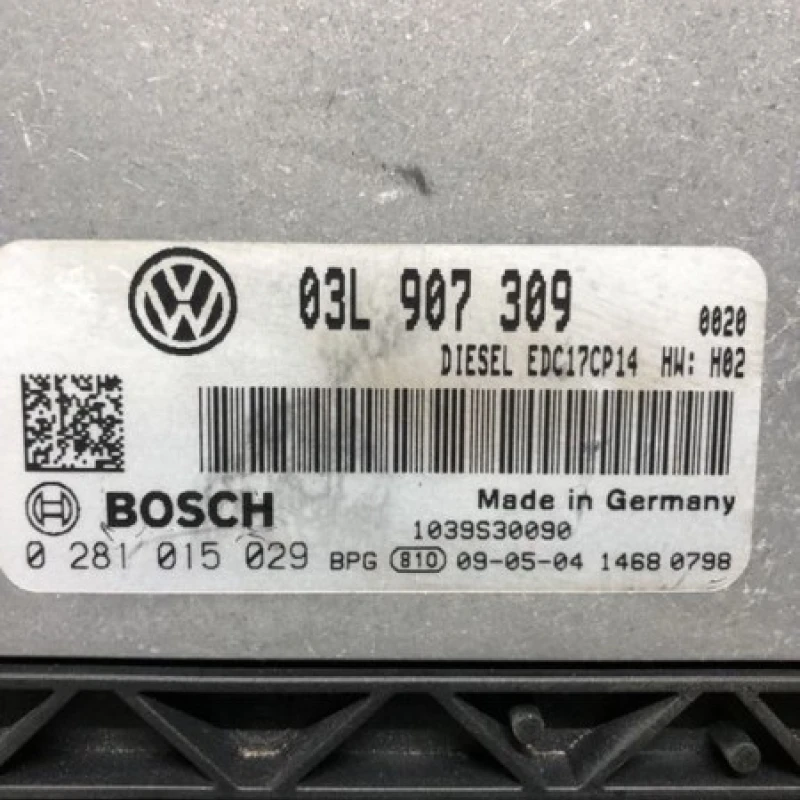 03L 907 309 0020
DIESEL EDC17CP14 HW: H02
BOSCH Made in Germany
1039S30090
0 281 015 029 BPG 810 09-05-04 1468 0798